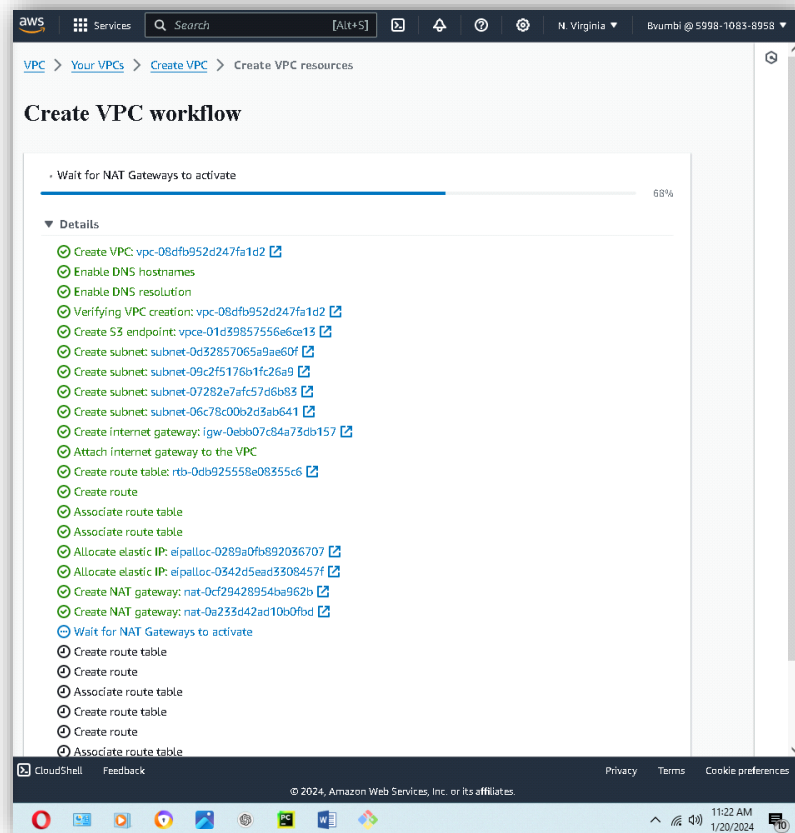 aws Services Search [Alt+S] N. Virginia Bvumbi @ 5998-1083-8958
VPC > Your VPCs > Create VPC > Create VPC resources
Create VPC workflow
Wait for NAT Gateways to activate
68%
Details
Create VPC: vpc-08dfb952d247fa1d2
Enable DNS hostnames
Enable DNS resolution
Verifying VPC creation: vpc-08dfb952d247fa1d2
Create S3 endpoint: vpce-01d39857556e6ce13
Create subnet: subnet-0d32857065a9ae60f
Create subnet: subnet-09c2f5176b1fc26a9
Create subnet: subnet-07282e7afc57d6b83
Create subnet: subnet-06c78c00b2d3ab641
Create internet gateway: igw-0ebb07c84a73db157
Attach internet gateway to the VPC
Create route table: rtb-0db925558e08355c6
Create route
Associate route table
Associate route table
Allocate elastic IP: eipalloc-0289a0fb892036707
Allocate elastic IP: eipalloc-0342d5ead3308457f
Create NAT gateway: nat-0cf29428954ba962b
Create NAT gateway: nat-0a233d42ad10b0fbd
Wait for NAT Gateways to activate
Create route table
Create route
Associate route table
Create route table
Create route
Associate route table
CloudShell Feedback Privacy Terms Cookie preferences
© 2024, Amazon Web Services, Inc. or its affiliates.
PC W 11:22 AM
1/20/2024 10